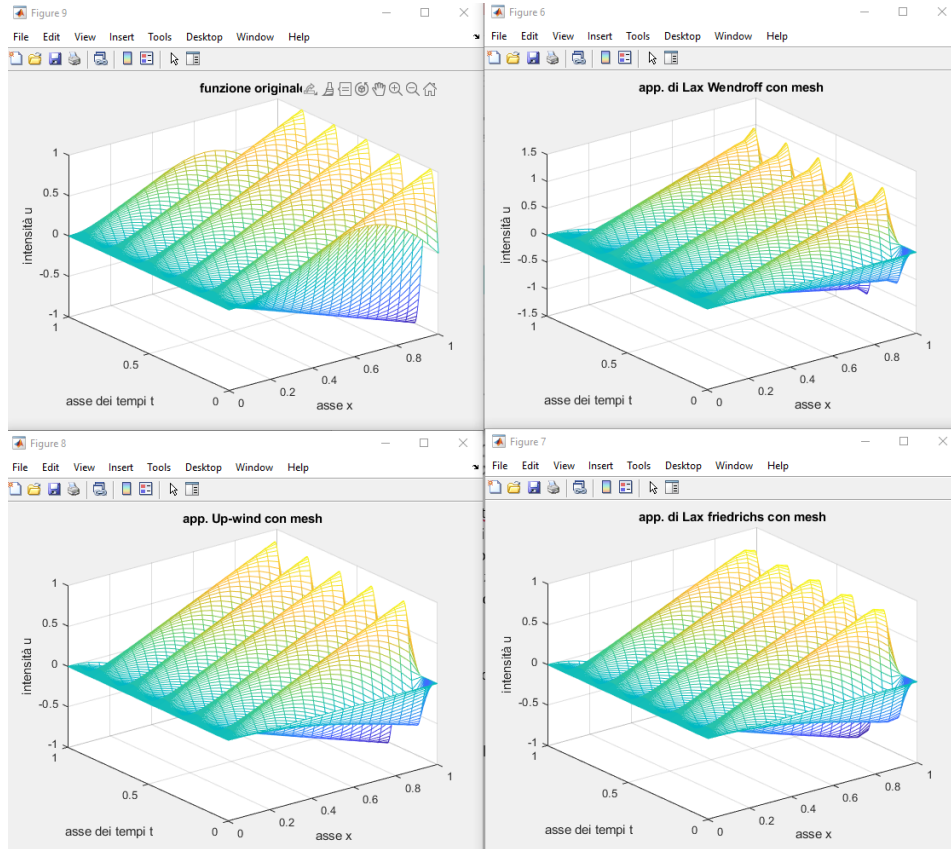 Figure 9
File Edit View Insert Tools Desktop Window Help
funzione originale
1
0.5
0
-0.5
-1
intensità u
1
0.5
0
asse dei tempi t
0
0.2
0.4
0.6
0.8
1
asse x
Figure 6
File Edit View Insert Tools Desktop Window Help
app. di Lax Wendroff con mesh
1.5
1
0.5
0
-0.5
-1
-1.5
intensità u
1
0.5
0
asse dei tempi t
0
0.2
0.4
0.6
0.8
1
asse x
Figure 8
File Edit View Insert Tools Desktop Window Help
app. Up-wind con mesh
1
0.5
0
-0.5
-1
intensità u
1
0.5
0
asse dei tempi t
0
0.2
0.4
0.6
0.8
1
asse x
Figure 7
File Edit View Insert Tools Desktop Window Help
app. di Lax friedrichs con mesh
1
0.5
0
-0.5
-1
intensità u
1
0.5
0
asse dei tempi t
0
0.2
0.4
0.6
0.8
1
asse x